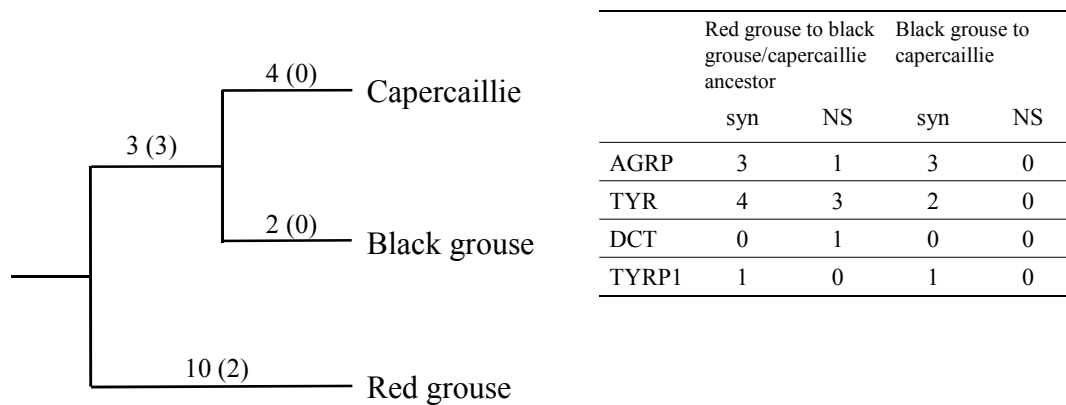 4 (0)
Capercaillie
3 (3)
2 (0)
Black grouse
10 (2)
Red grouse
Red grouse to black Black grouse to
grouse/capercaillie capercaillie
ancestor
syn NS syn NS
AGRP 3 1 3 0
TYR 4 3 2 0
DCT 0 1 0 0
TYRP1 1 0 1 0